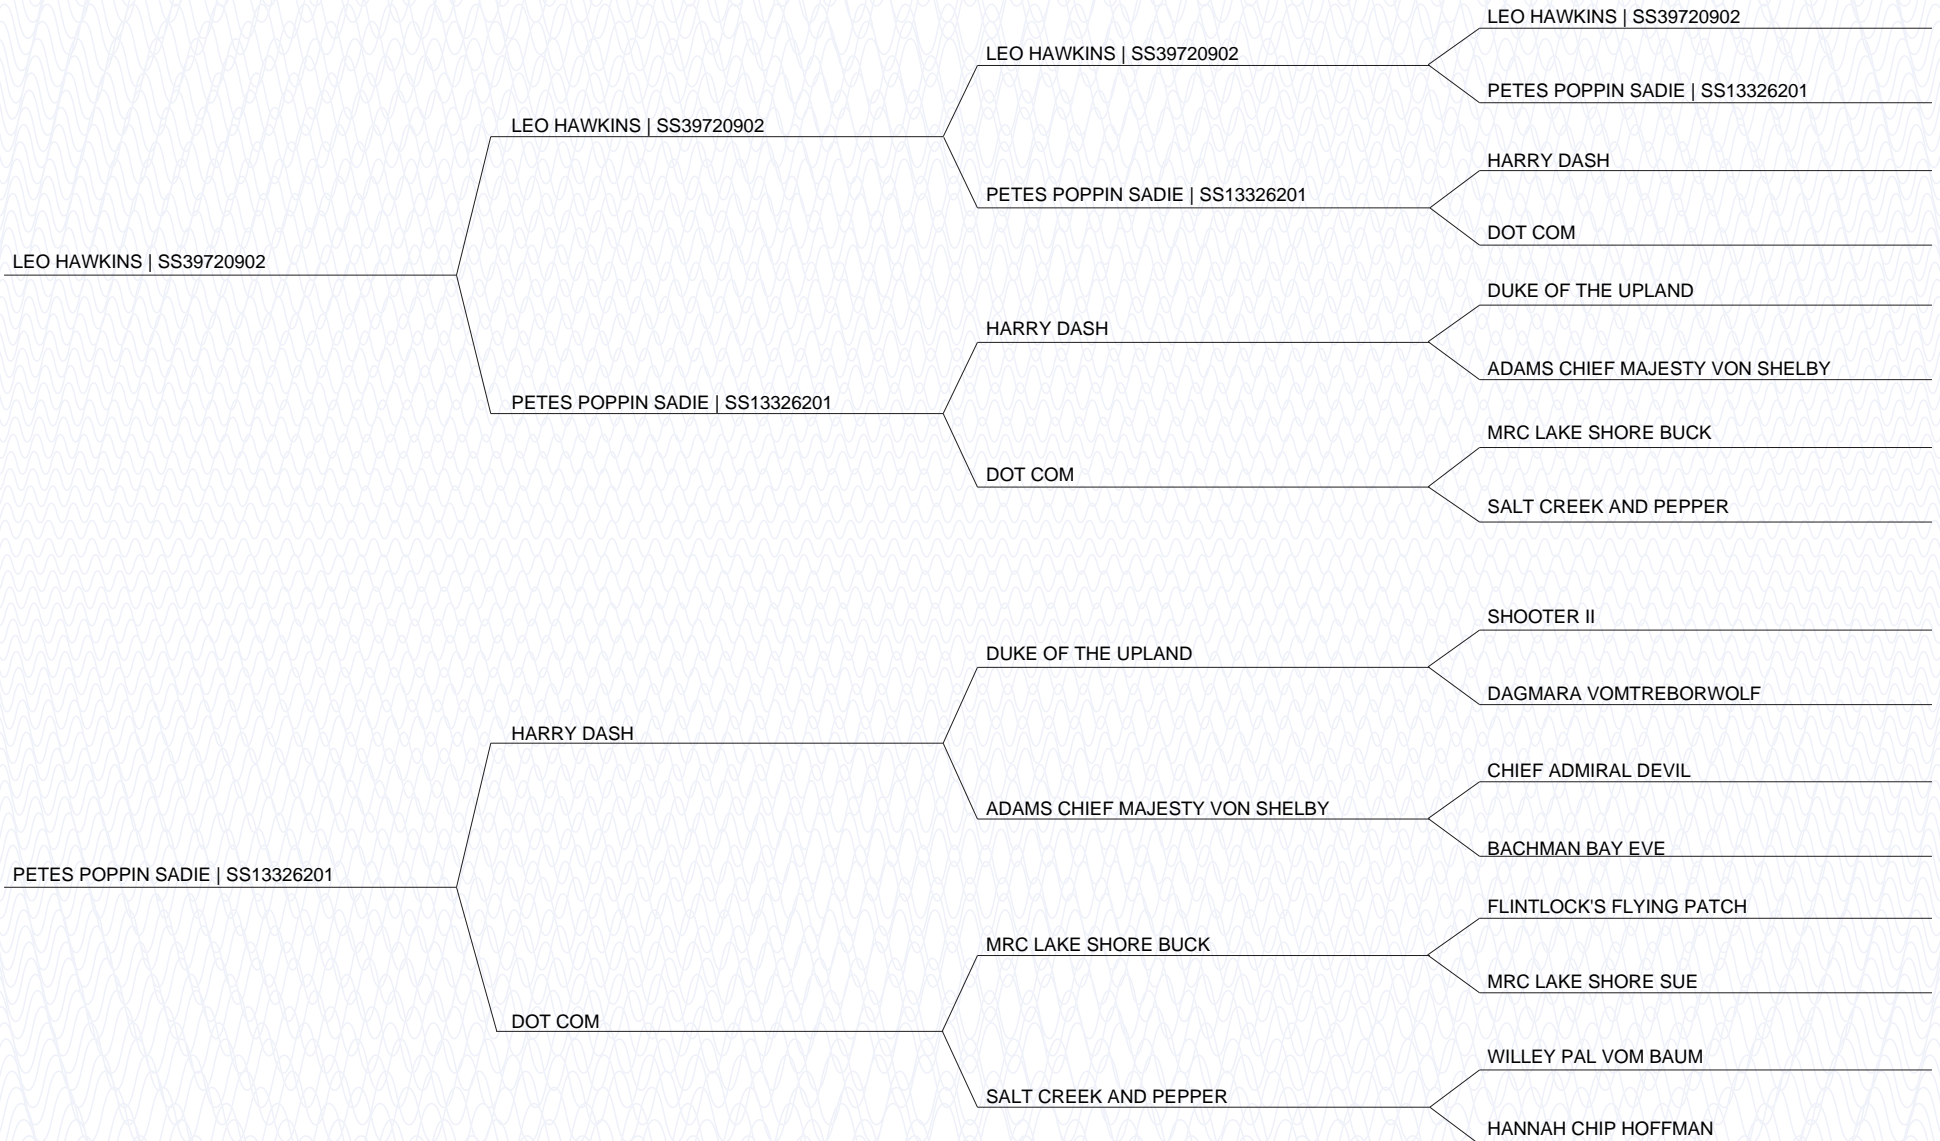 LEO HAWKINS | SS39720902
LEO HAWKINS | SS39720902
PETES POPPIN SADIE | SS13326201
LEO HAWKINS | SS39720902
HARRY DASH
PETES POPPIN SADIE | SS13326201
DOT COM
LEO HAWKINS | SS39720902
DUKE OF THE UPLAND
HARRY DASH
ADAMS CHIEF MAJESTY VON SHELBY
PETES POPPIN SADIE | SS13326201
MRC LAKE SHORE BUCK
DOT COM
SALT CREEK AND PEPPER
SHOOTER II
DUKE OF THE UPLAND
DAGMARA VOMTREBORWOLF
HARRY DASH
CHIEF ADMIRAL DEVIL
ADAMS CHIEF MAJESTY VON SHELBY
BACHMAN BAY EVE
PETES POPPIN SADIE | SS13326201
FLINTLOCK'S FLYING PATCH
MRC LAKE SHORE BUCK
MRC LAKE SHORE SUE
DOT COM
WILLEY PAL VOM BAUM
SALT CREEK AND PEPPER
HANNAH CHIP HOFFMAN